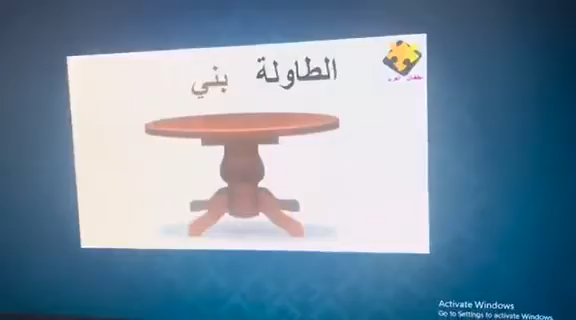 الطاولة بني
Activate Windows
Go to Settings to activate Windows.